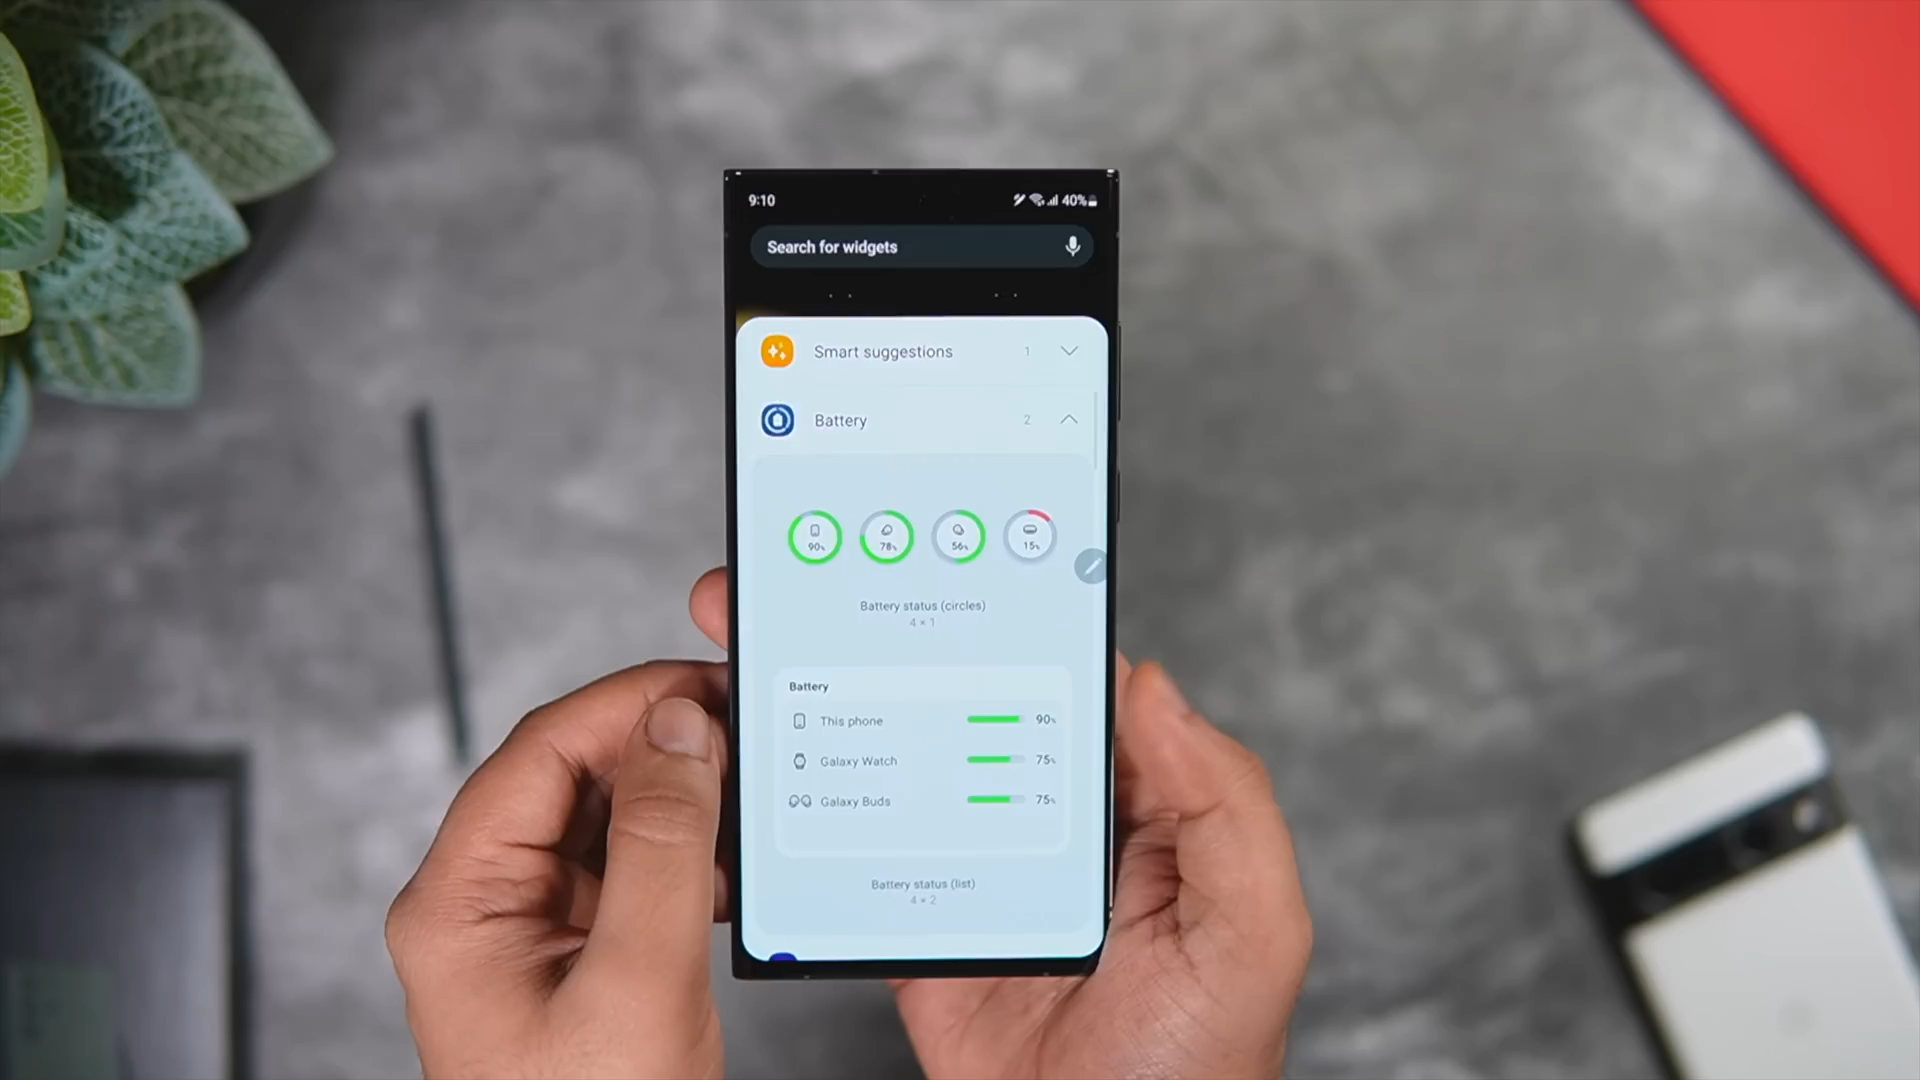 9:10
40%
Search for widgets
Smart suggestions 1
Battery 2
90% 78% 56% 15%
Battery status (circles)
4 × 1
Battery
This phone 90%
Galaxy Watch 75%
Galaxy Buds 75%
Battery status (list)
4 × 2